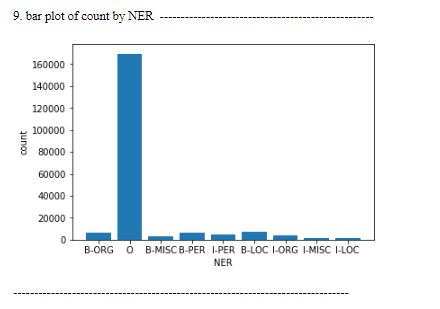 9. bar plot of count by NER ---------------------------------------------------
160000
140000
120000
100000
80000
60000
40000
20000
0
count
B-ORG O B-MISC B-PER I-PER B-LOC I-ORG I-MISC I-LOC
NER
--------------------------------------------------------------------------------